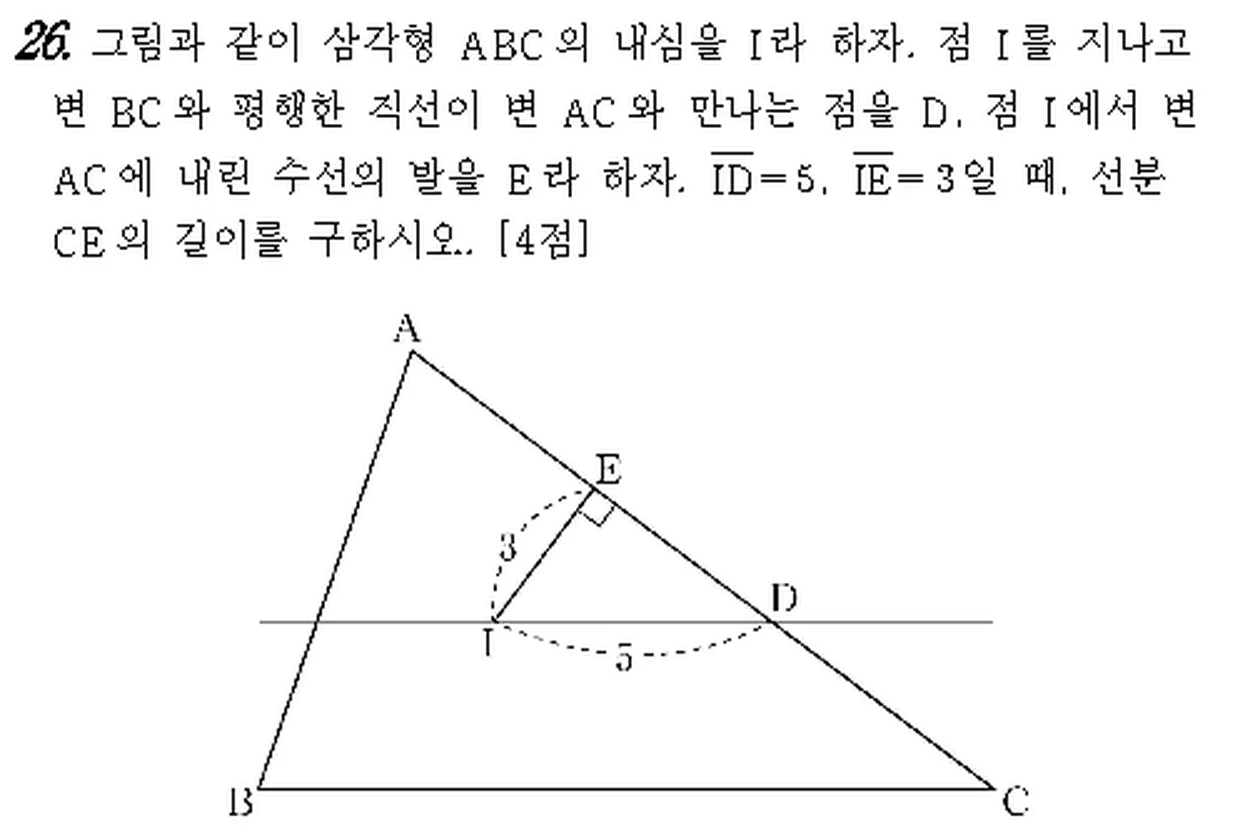 26. 그림과 같이 삼각형 ABC의 내심을 I라 하자. 점 I를 지나고
변 BC와 평행한 직선이 변 AC와 만나는 점을 D, 점 I에서 변
AC에 내린 수선의 발을 E라 하자. I̅D̅=5, I̅E̅=3일 때, 선분
CE의 길이를 구하시오. [4점]
A
E
3
D
I
5
B
C